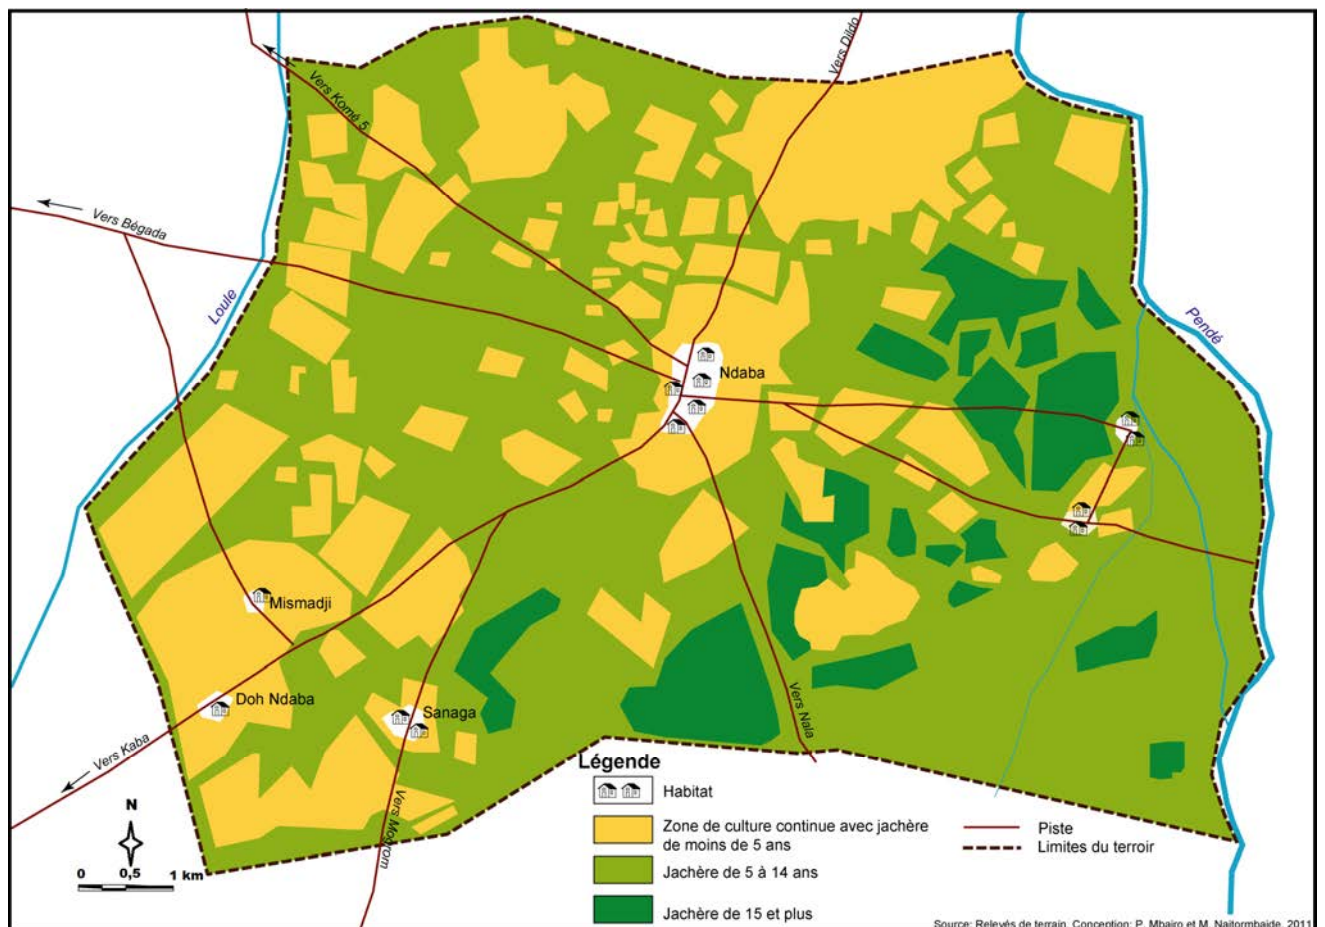 Vers Dildo
Vers Komé 5
Vers Bégada
Loule
Pendé
Ndaba
Mismadji
Doh Ndaba
Sanaga
Vers Nala
Vers Kaba
Vers Mogrom
N
0 0,5 1 km
Légende
Habitat
Zone de culture continue avec jachère
de moins de 5 ans
Jachère de 5 à 14 ans
Jachère de 15 et plus
Piste
Limites du terroir
Source: Relevés de terrain. Conception: P. Mbairo et M. Naitormbaide, 2011